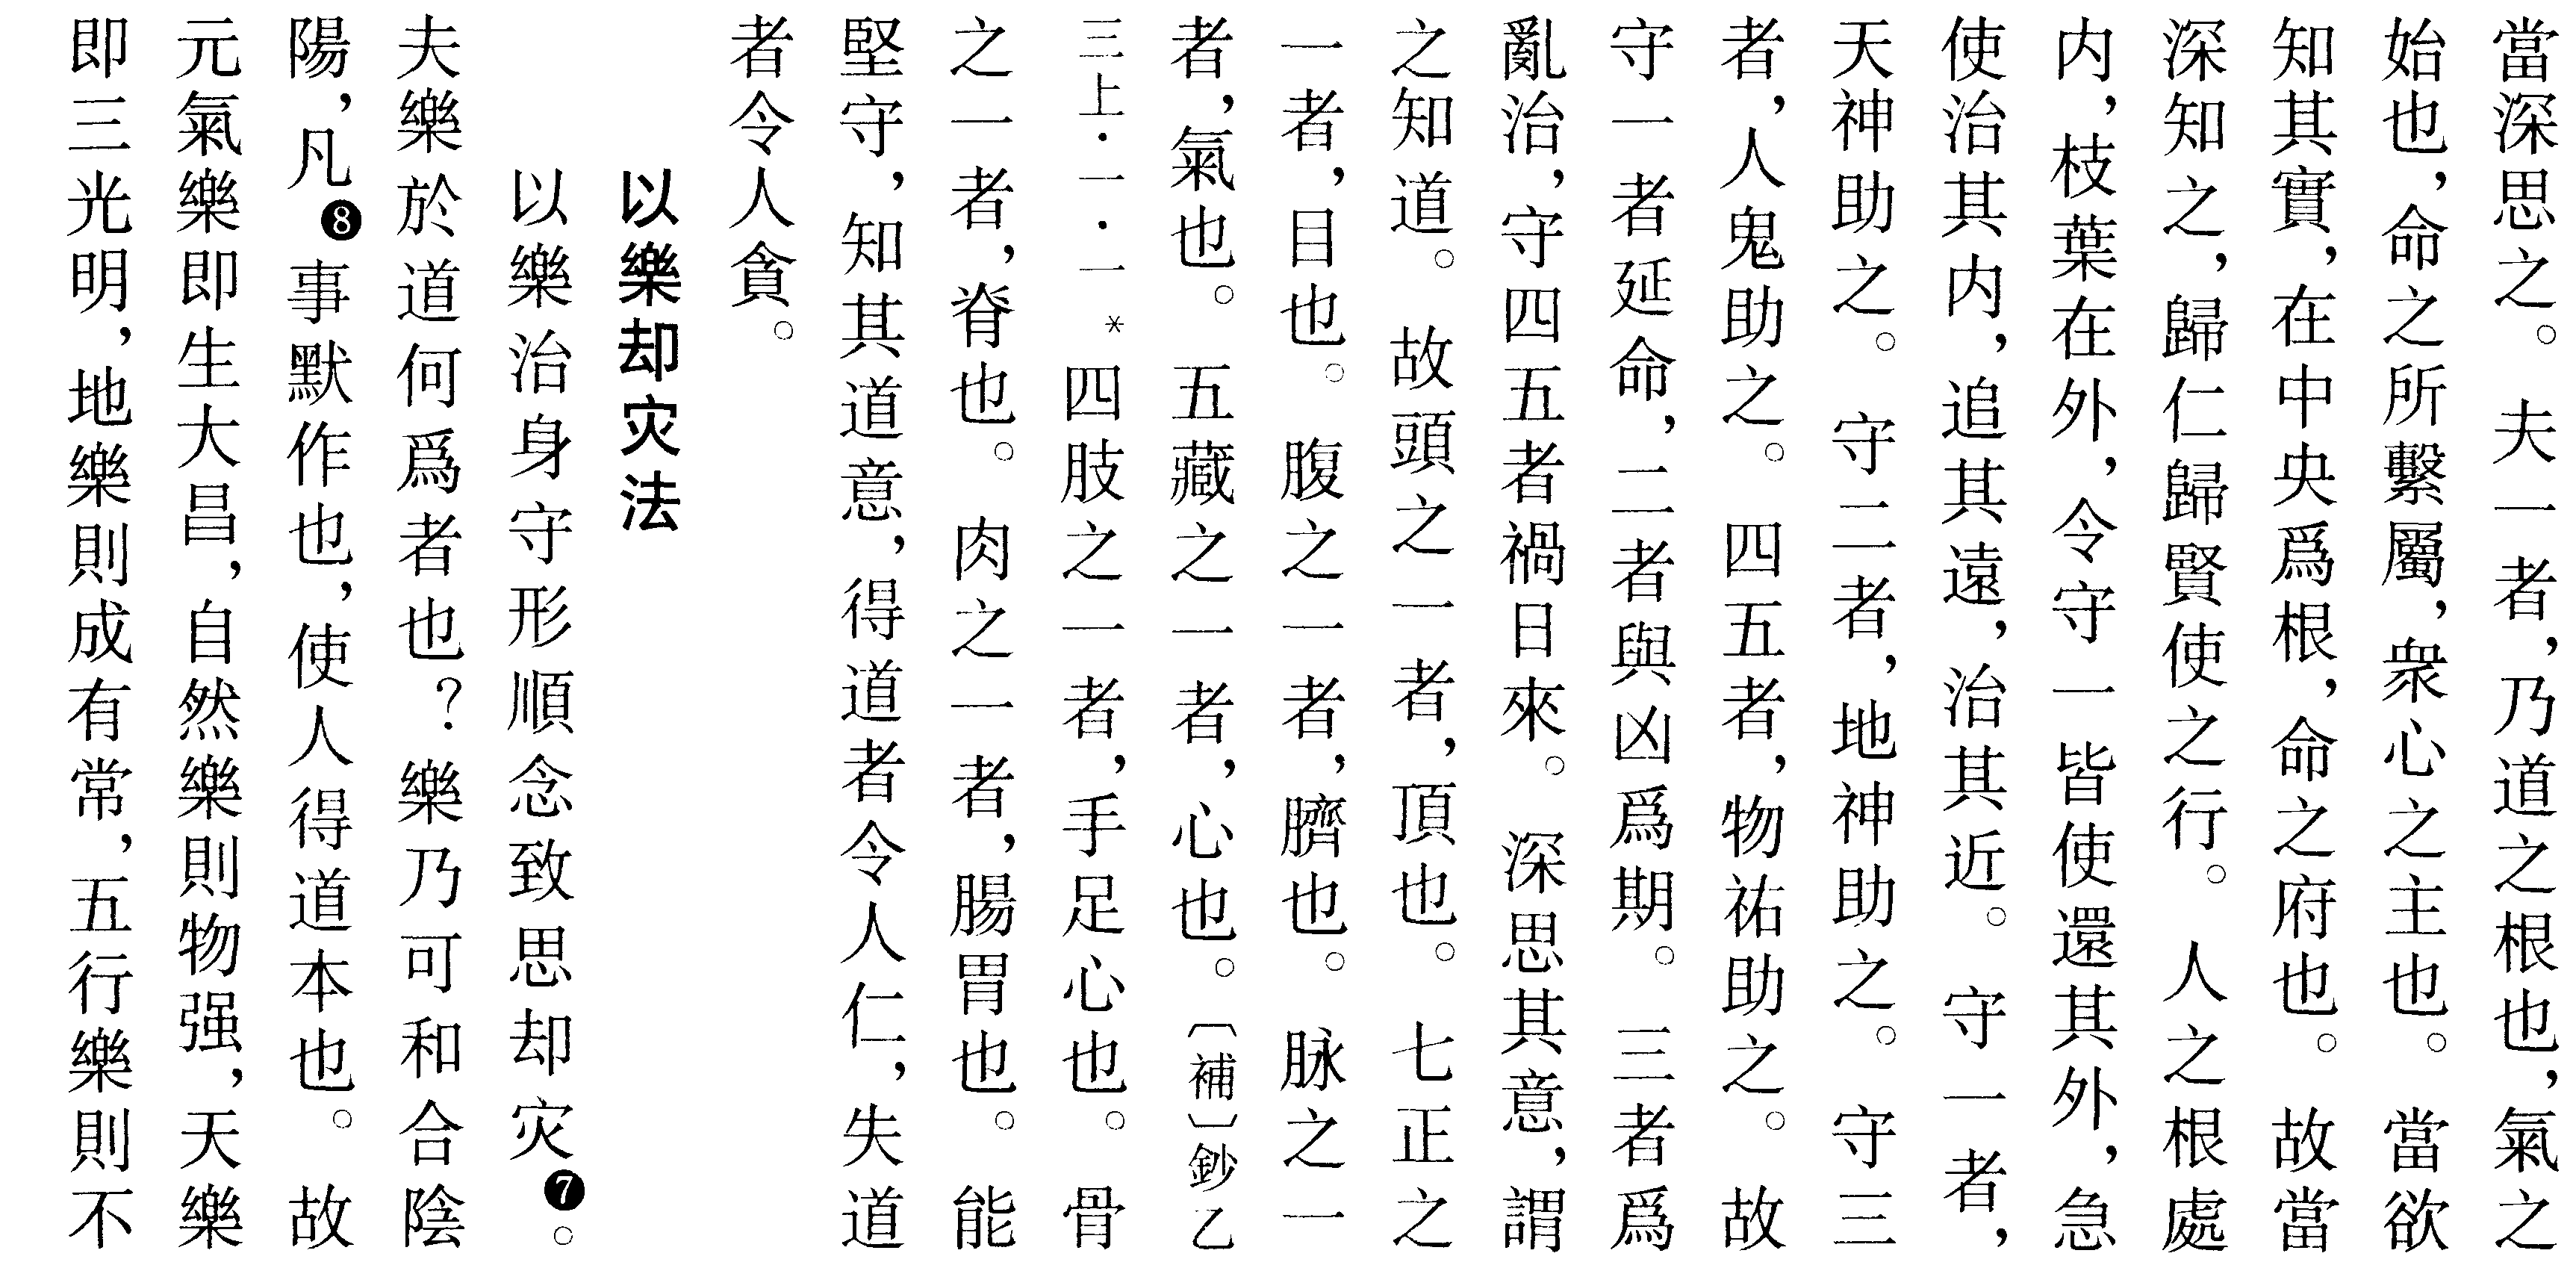 當深思之。夫一者，乃道之根也，氣之
始也，命之所繫屬，衆心之主也。當欲
知其實，在中央爲根，命之府也。故當
深知之，歸仁歸賢使之行。人之根處
内，枝葉在外，令守一皆使還其外，急
使治其内，追其遠，治其近。守一者，
天神助之。守二者，地神助之。守三
者，人鬼助之。四五者，物祐助之。故
守一者延命，二者與凶爲期。三者爲
亂治，守四五者禍日來。深思其意，謂
之知道。故頭之一者，頂也。七正之
一者，目也。腹之一者，臍也。脉之一
者，氣也。五藏之一者，心也。〔補〕鈔乙
三上·一·一*四肢之一者，手足心也。骨
之一者，脊也。肉之一者，腸胃也。能
堅守，知其道意，得道者令人仁，失道
者令人貪。
以樂却灾法
以樂治身守形順念致思却灾❼。
夫樂於道何爲者也？樂乃可和合陰
陽，凡❽事默作也，使人得道本也。故
元氣樂即生大昌，自然樂則物强，天樂
即三光明，地樂則成有常，五行樂則不